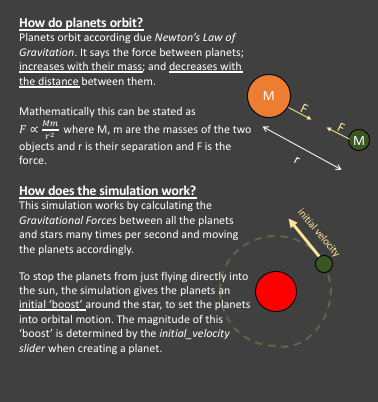 How do planets orbit?
Planets orbit according due Newton's Law of
Gravitation. It says the force between planets;
increases with their mass; and decreases with
the distance between them.
Mathematically this can be stated as
F ∝ Mm/r² where M, m are the masses of the two
objects and r is their separation and F is the
force.
M
F
F
M
r
How does the simulation work?
This simulation works by calculating the
Gravitational Forces between all the planets
and stars many times per second and moving
the planets accordingly.
To stop the planets from just flying directly into
the sun, the simulation gives the planets an
initial 'boost' around the star, to set the planets
into orbital motion. The magnitude of this
'boost' is determined by the initial_velocity
slider when creating a planet.
initial velocity